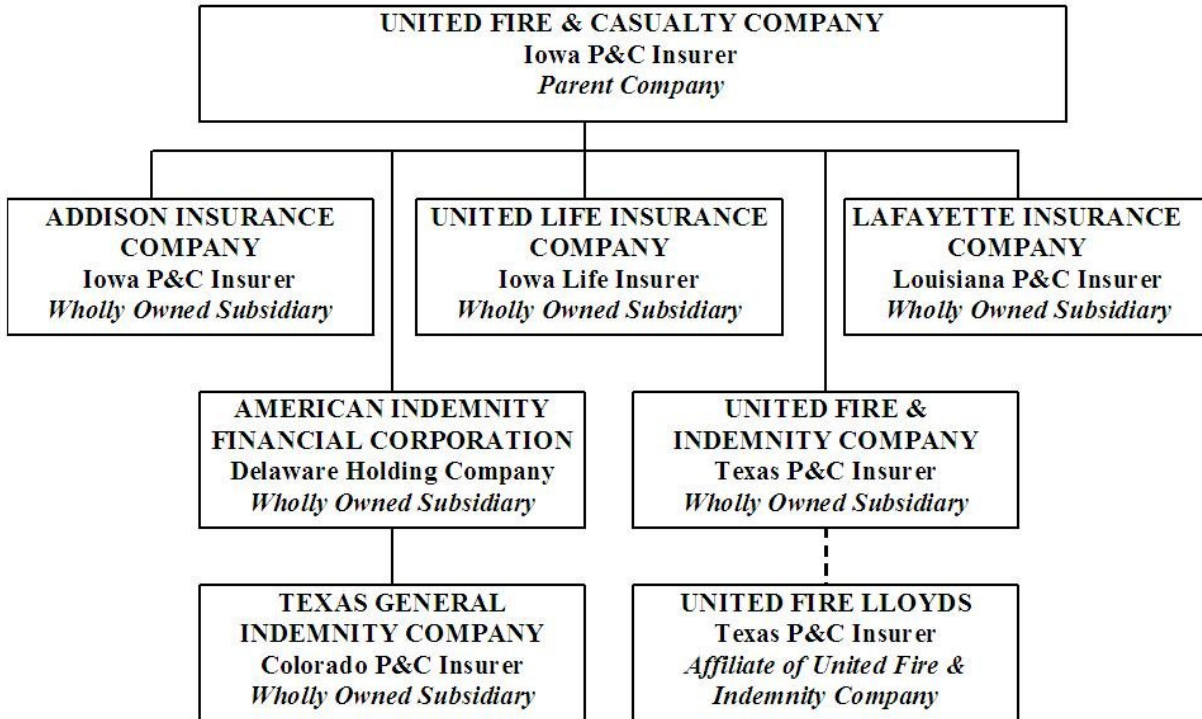 UNITED FIRE & CASUALTY COMPANY
Iowa P&C Insurer
Parent Company
ADDISON INSURANCE
COMPANY
Iowa P&C Insurer
Wholly Owned Subsidiary
UNITED LIFE INSURANCE
COMPANY
Iowa Life Insurer
Wholly Owned Subsidiary
LAFAYETTE INSURANCE
COMPANY
Louisiana P&C Insurer
Wholly Owned Subsidiary
AMERICAN INDEMNITY
FINANCIAL CORPORATION
Delaware Holding Company
Wholly Owned Subsidiary
UNITED FIRE &
INDEMNITY COMPANY
Texas P&C Insurer
Wholly Owned Subsidiary
TEXAS GENERAL
INDEMNITY COMPANY
Colorado P&C Insurer
Wholly Owned Subsidiary
UNITED FIRE LLOYDS
Texas P&C Insurer
Affiliate of United Fire &
Indemnity Company